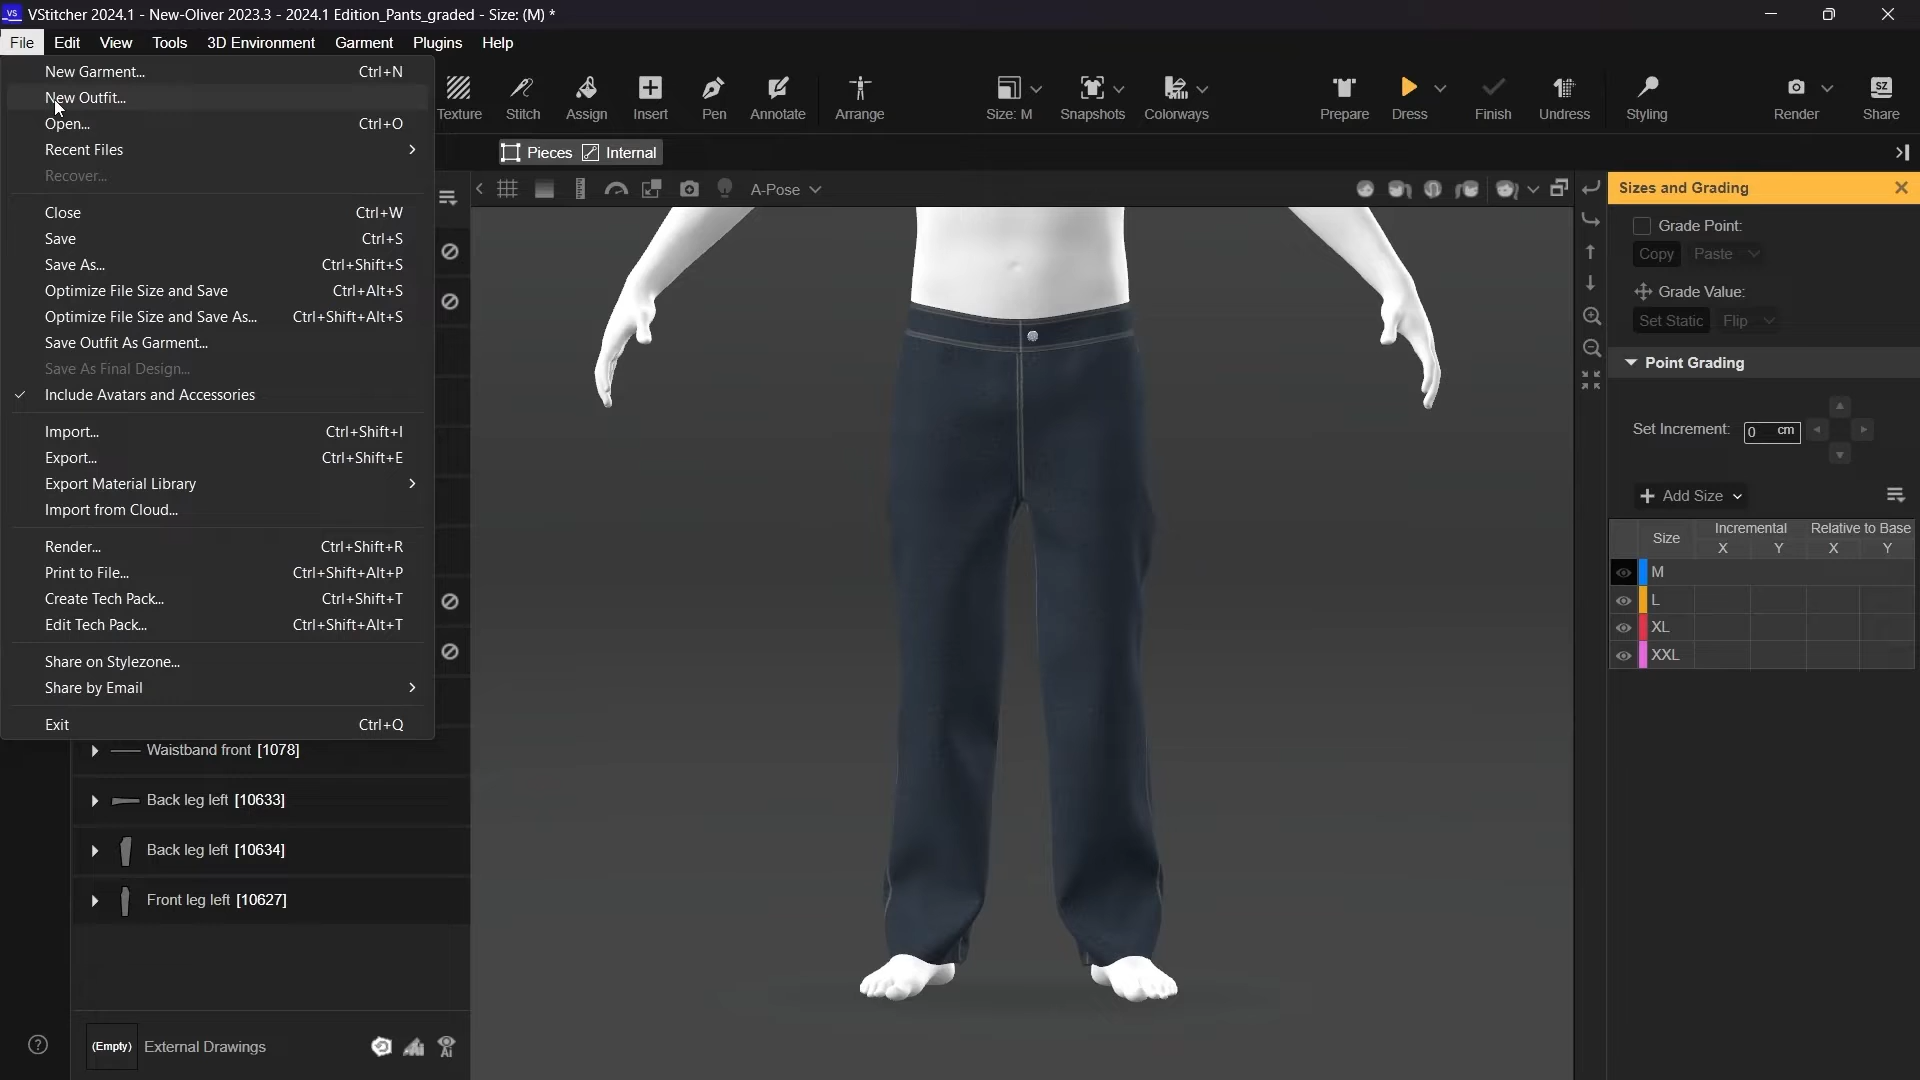 VS VStitcher 2024.1 - New-Oliver 2023.3 - 2024.1 Edition_Pants_graded - Size: (M) *
File Edit View Tools 3D Environment Garment Plugins Help
New Garment... Ctrl+N
New Outfit...
Open... Ctrl+O
Recent Files
Recover...
Close Ctrl+W
Save Ctrl+S
Save As... Ctrl+Shift+S
Optimize File Size and Save Ctrl+Alt+S
Optimize File Size and Save As... Ctrl+Shift+Alt+S
Save Outfit As Garment...
Save As Final Design...
Include Avatars and Accessories
Import... Ctrl+Shift+I
Export... Ctrl+Shift+E
Export Material Library
Import from Cloud...
Render... Ctrl+Shift+R
Print to File... Ctrl+Shift+Alt+P
Create Tech Pack... Ctrl+Shift+T
Edit Tech Pack... Ctrl+Shift+Alt+T
Share on Stylezone...
Share by Email
Exit Ctrl+Q
Waistband front [1078]
Back leg left [10633]
Back leg left [10634]
Front leg left [10627]
(Empty) External Drawings AI
Texture Stitch Assign Insert Pen Annotate Arrange Size: M Snapshots Colorways Prepare Dress Finish Undress Styling Render Share
SZ
Pieces Internal
A-Pose
Sizes and Grading
Grade Point:
Copy Paste
Grade Value:
Set Static Flip
Point Grading
Set Increment: 0 cm
Add Size
Size Incremental Relative to Base
X Y X Y
M
L
XL
XXL